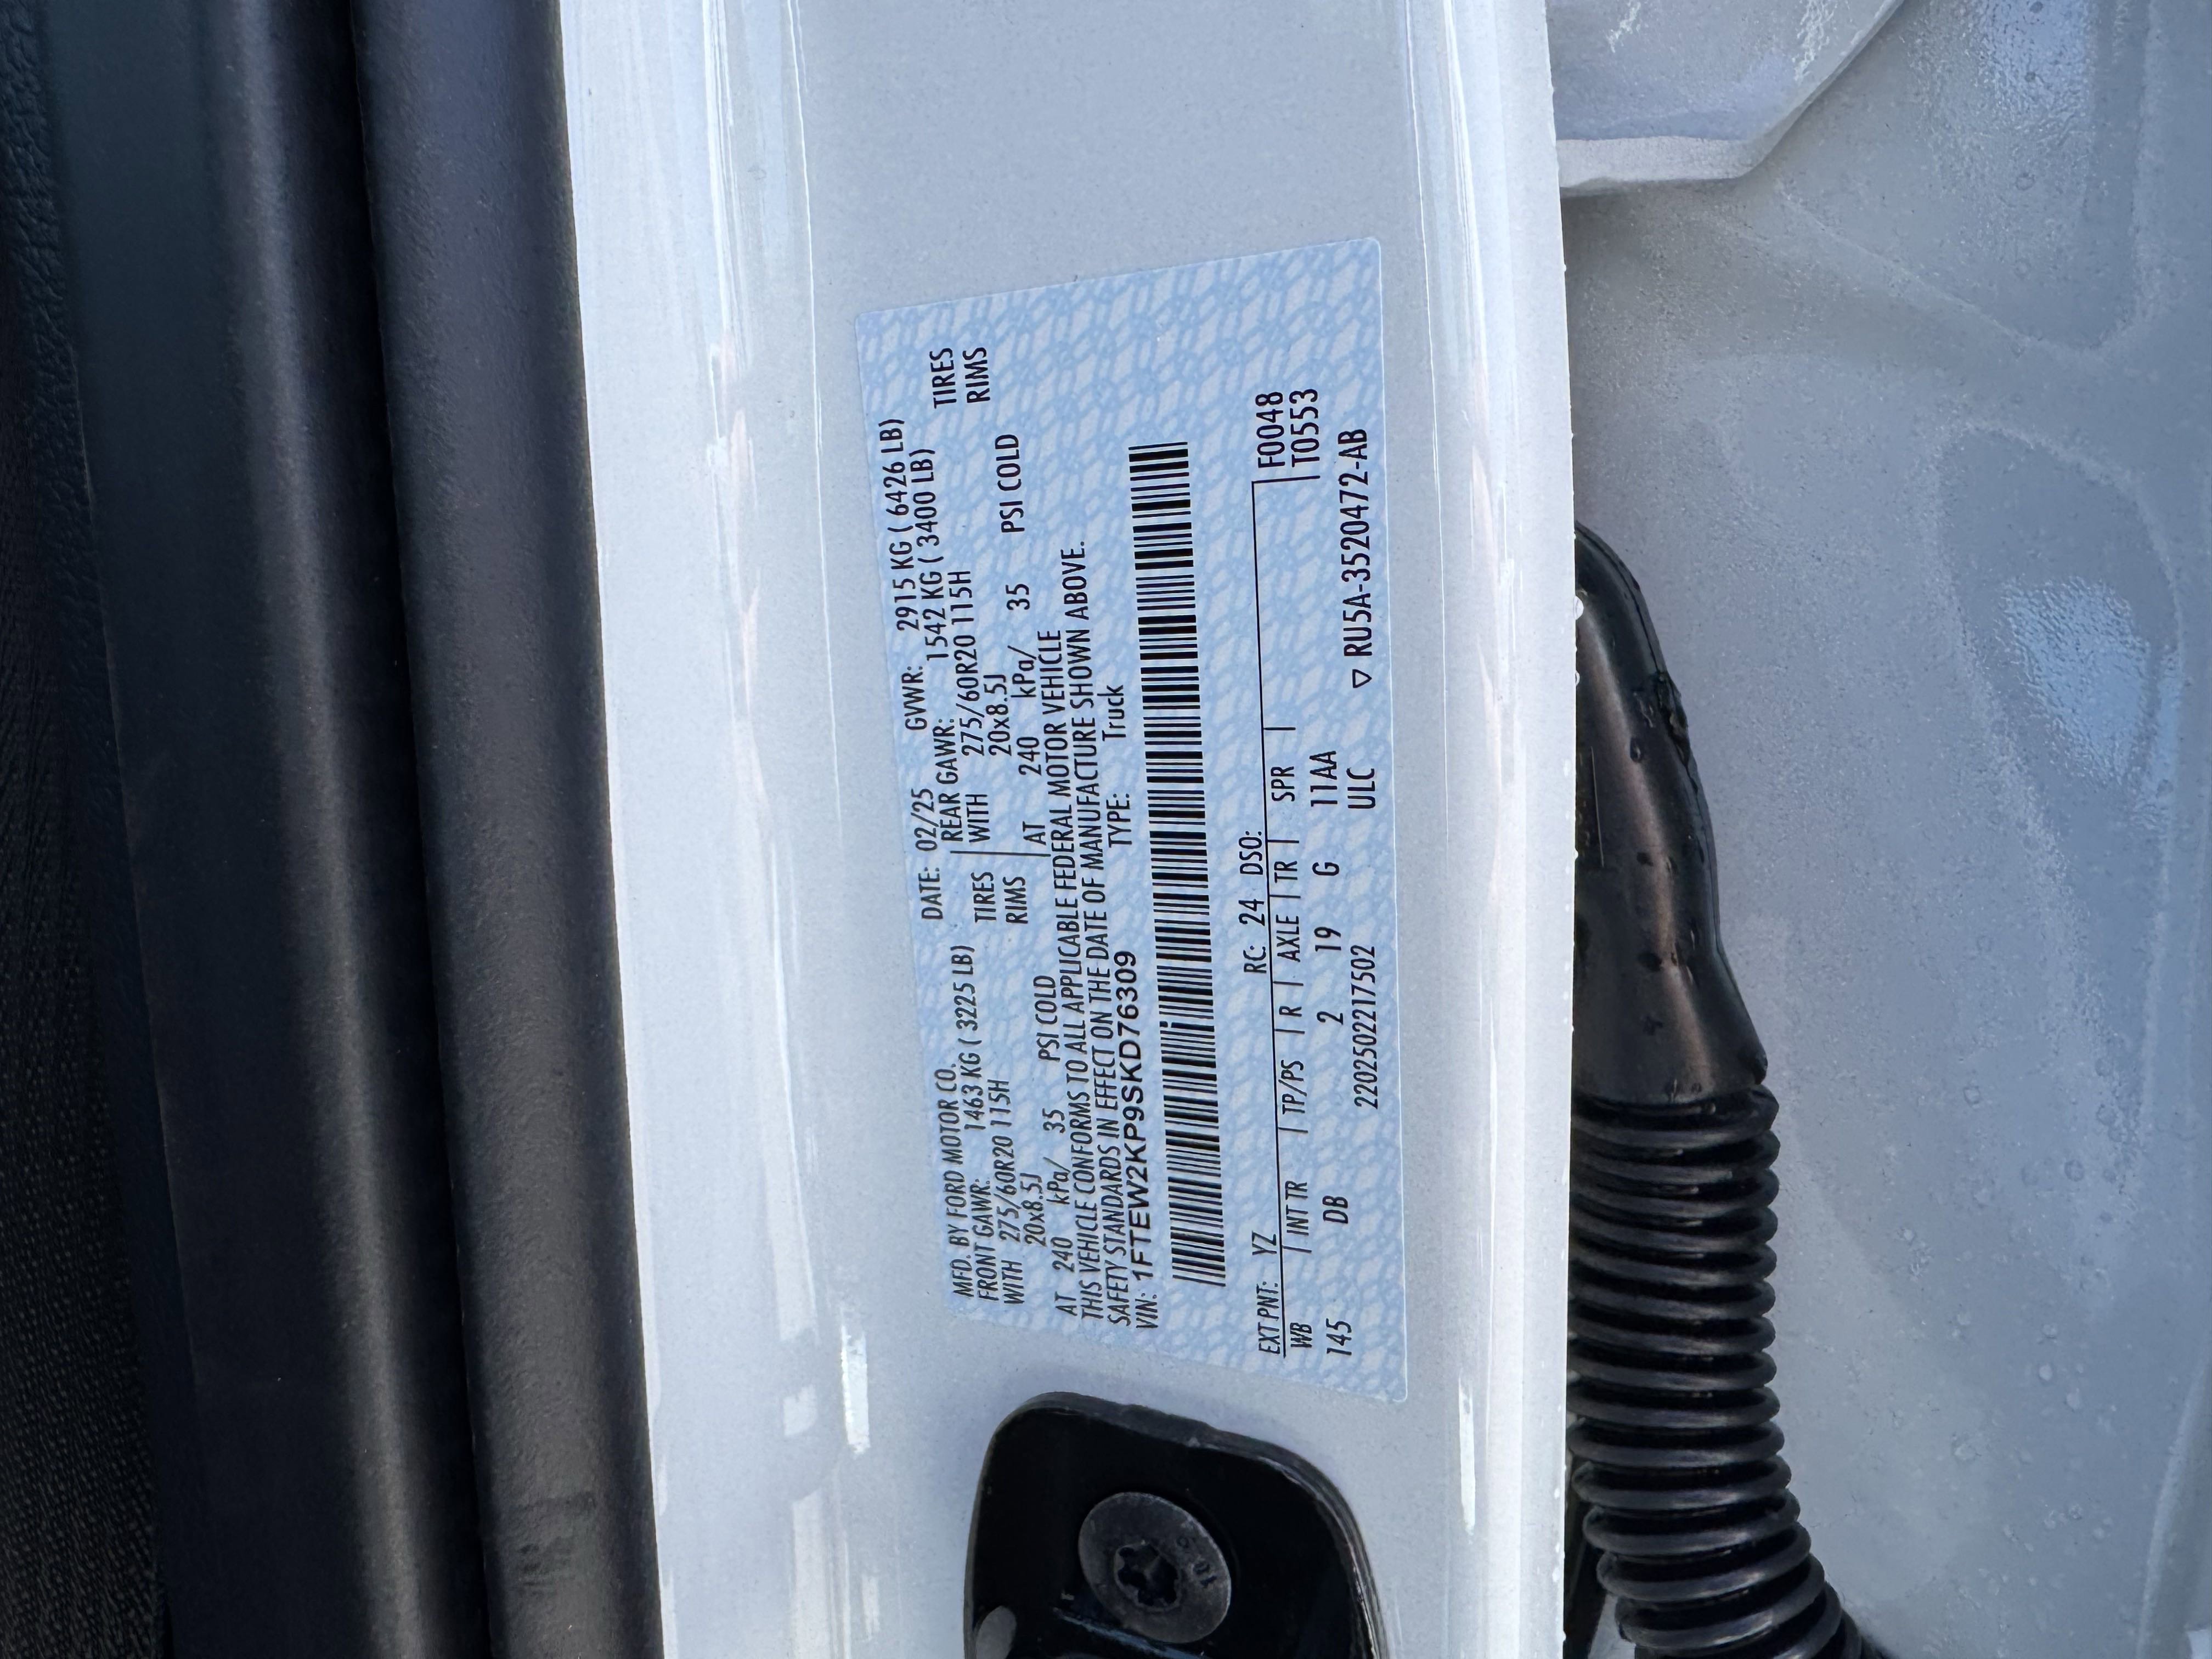 MFD. BY FORD MOTOR CO. DATE: 02/25 GVWR: 2915 KG ( 6426 LB)
FRONT GAWR: 1463 KG ( 3225 LB) REAR GAWR: 1542 KG ( 3400 LB)
WITH 275/60R20 115H TIRES WITH 275/60R20 115H TIRES
20x8.5J RIMS 20x8.5J RIMS
AT 240 kPa/ 35 PSI COLD AT 240 kPa/ 35 PSI COLD
THIS VEHICLE CONFORMS TO ALL APPLICABLE FEDERAL MOTOR VEHICLE
SAFETY STANDARDS IN EFFECT ON THE DATE OF MANUFACTURE SHOWN ABOVE.
VIN: 1FTEW2KP9SKD76309 TYPE: Truck
EXT PNT: YZ RC: 24 DSO: F0048
WB | INT TR | TP/PS | R | AXLE | TR | SPR | T0553
145 DB 2 19 G 11AA
2202502217502 ULC ▽ RU5A-3520472-AB
10.9